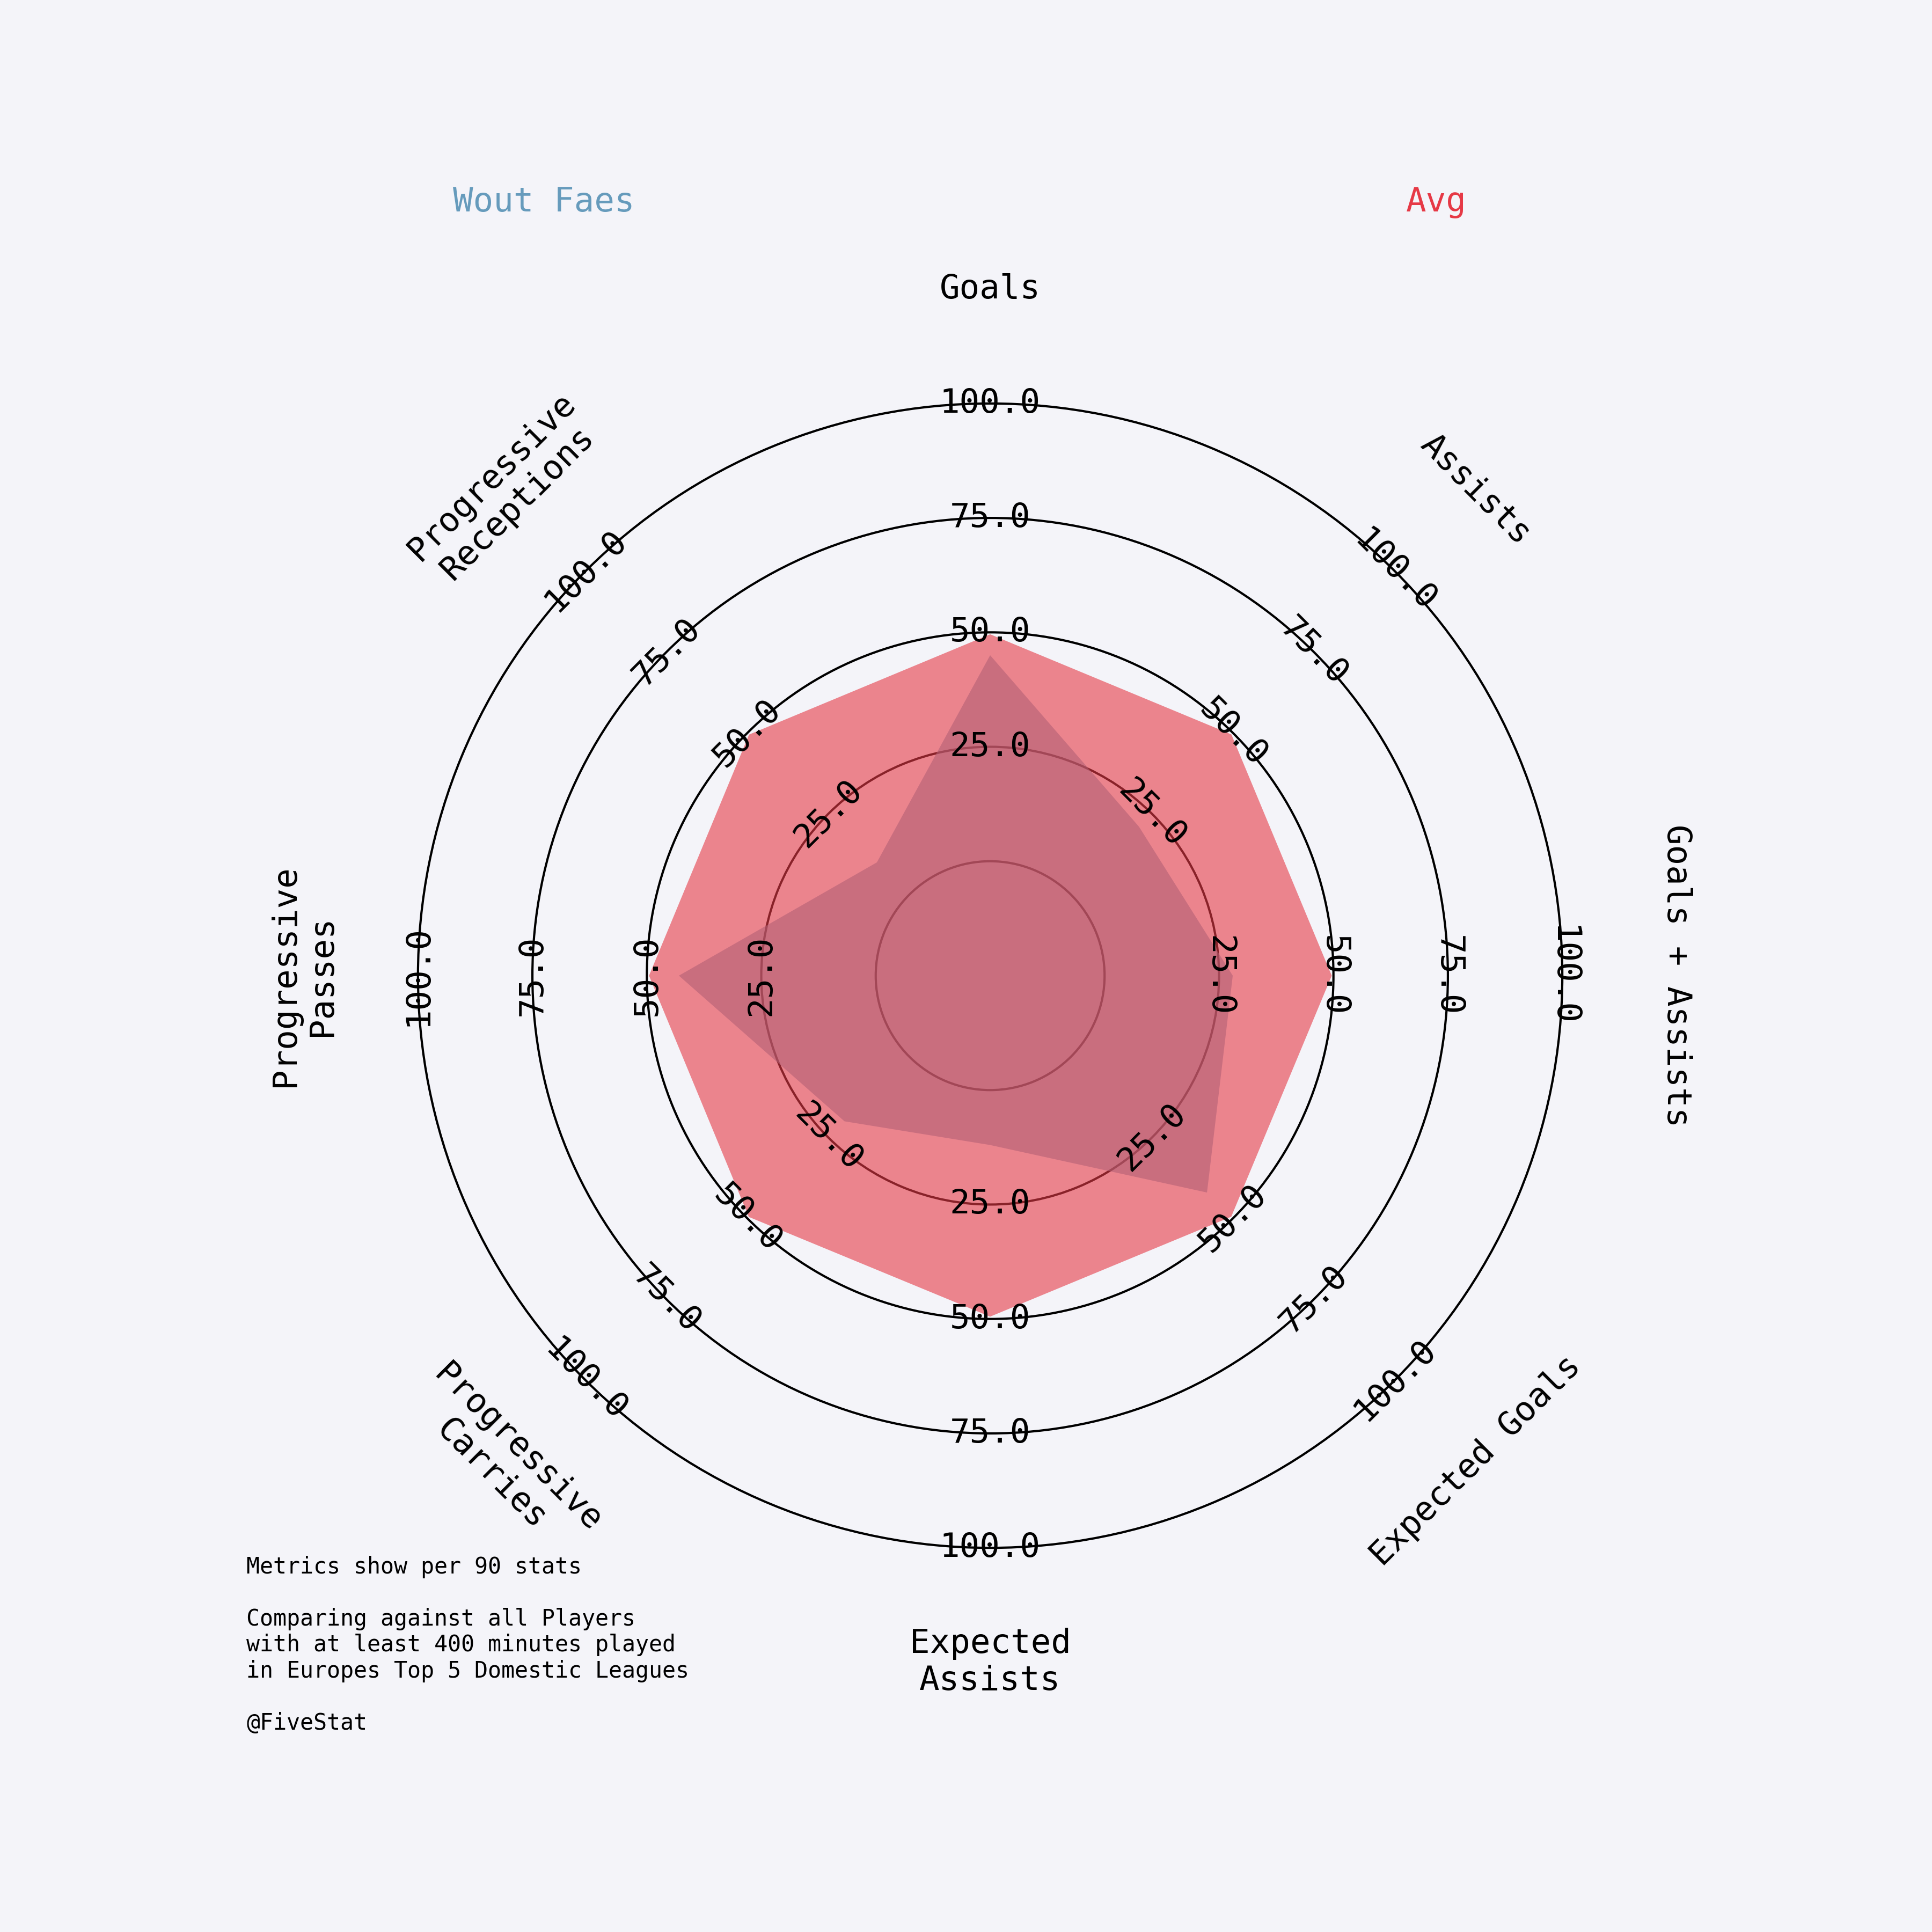 Wout Faes
Avg
Goals
Assists
Goals + Assists
Expected Goals
Expected
Assists
Progressive
Carries
Progressive
Passes
Progressive
Receptions
100.0
75.0
50.0
25.0
100.0
75.0
50.0
25.0
100.0
75.0
50.0
25.0
100.0
75.0
50.0
25.0
100.0
75.0
50.0
25.0
100.0
75.0
50.0
25.0
100.0
75.0
50.0
25.0
100.0
75.0
50.0
25.0
Metrics show per 90 stats
Comparing against all Players
with at least 400 minutes played
in Europes Top 5 Domestic Leagues
@FiveStat